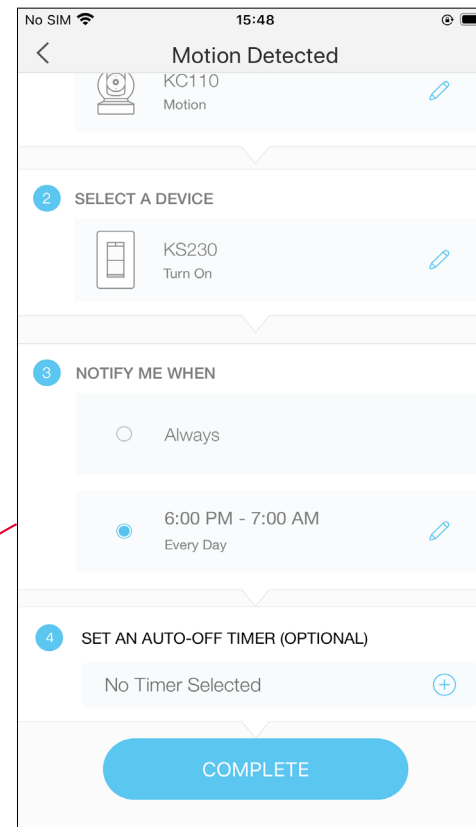 No SIM 15:48
Motion Detected
KC110
Motion
2 SELECT A DEVICE
KS230
Turn On
3 NOTIFY ME WHEN
Always
6:00 PM - 7:00 AM
Every Day
4 SET AN AUTO-OFF TIMER (OPTIONAL)
No Timer Selected
COMPLETE